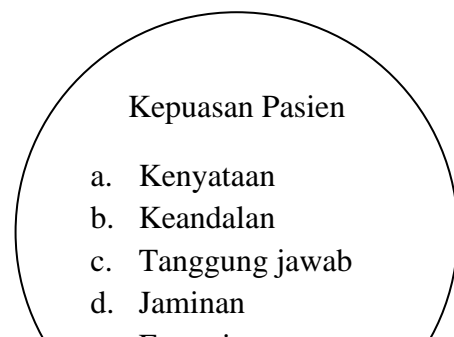 Kepuasan Pasien
a. Kenyataan
b. Keandalan
c. Tanggung jawab
d. Jaminan